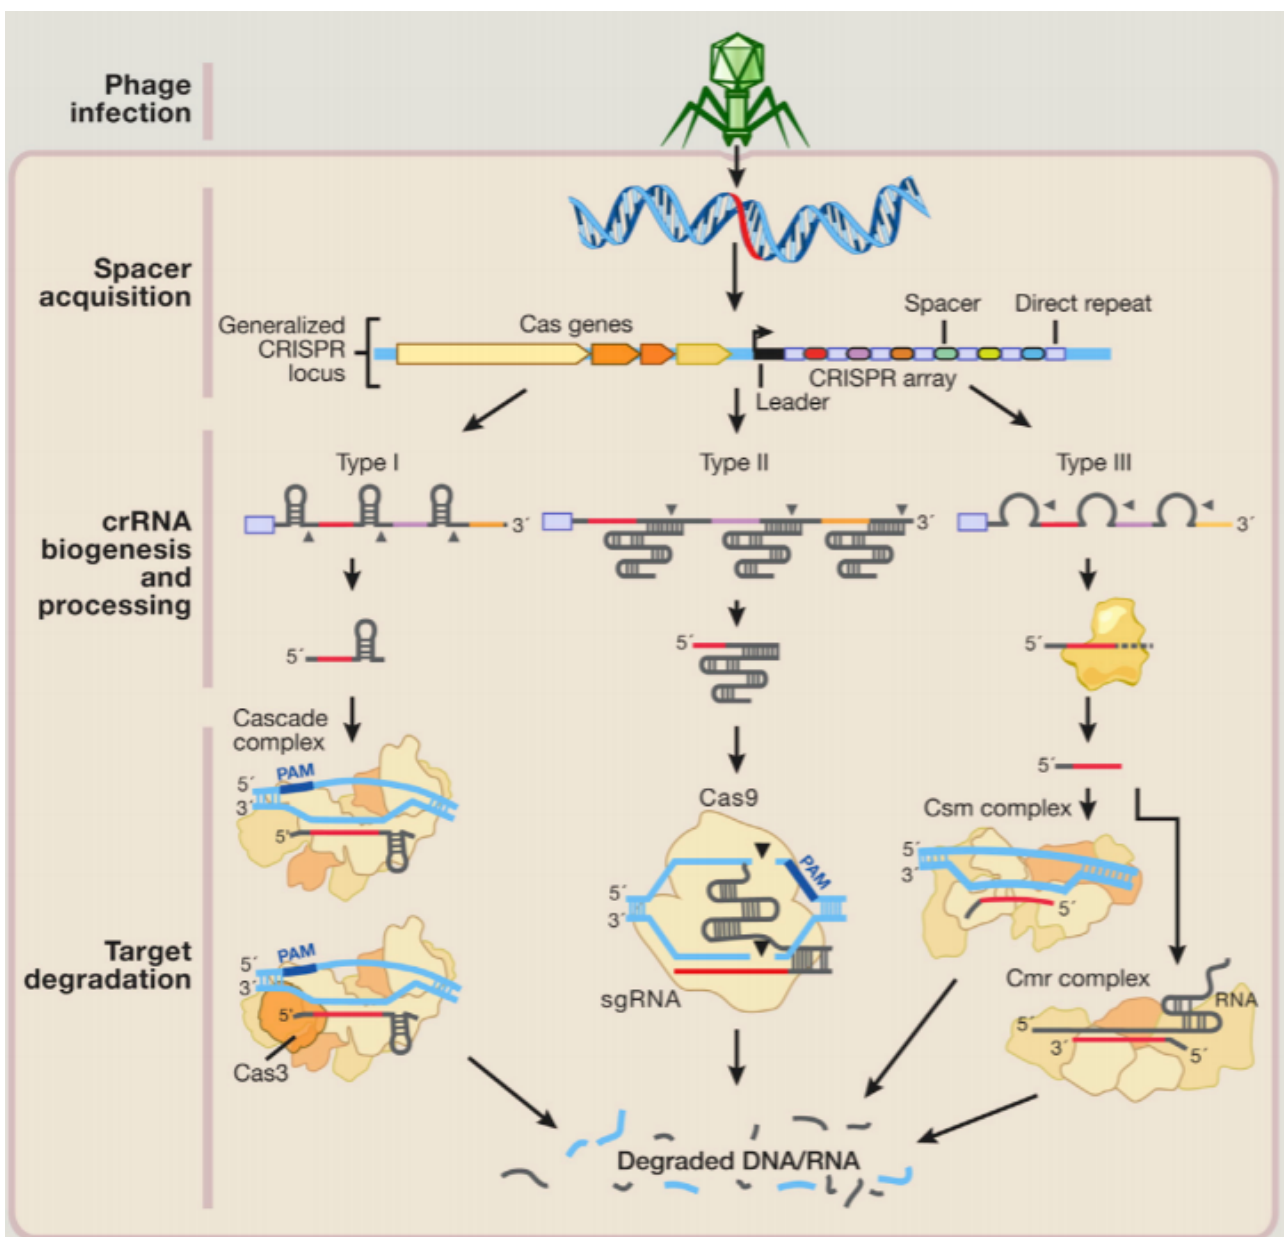 Phage
infection
Spacer
acquisition
Generalized
CRISPR
locus
Cas genes
Spacer
Direct repeat
CRISPR array
Leader
crRNA
biogenesis
and
processing
Type I
Type II
Type III
3´
3´
3´
5´
5´
5´
5´
Target
degradation
Cascade
complex
PAM
5´
3´
5´
Cas9
PAM
5´
3´
sgRNA
Csm complex
5´
3´
5´
PAM
5´
3´
5´
Cas3
Cmr complex
RNA
5´
3´
5´
Degraded DNA/RNA